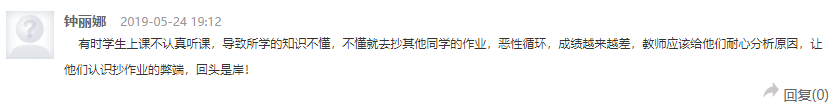 钟丽娜 2019-05-24 19:12
有时学生上课不认真听课，导致所学的知识不懂，不懂就去抄其他同学的作业，恶性循环，成绩越来越差，教师应该给他们耐心分析原因，让
他们认识抄作业的弊端，回头是岸！
回复(0)